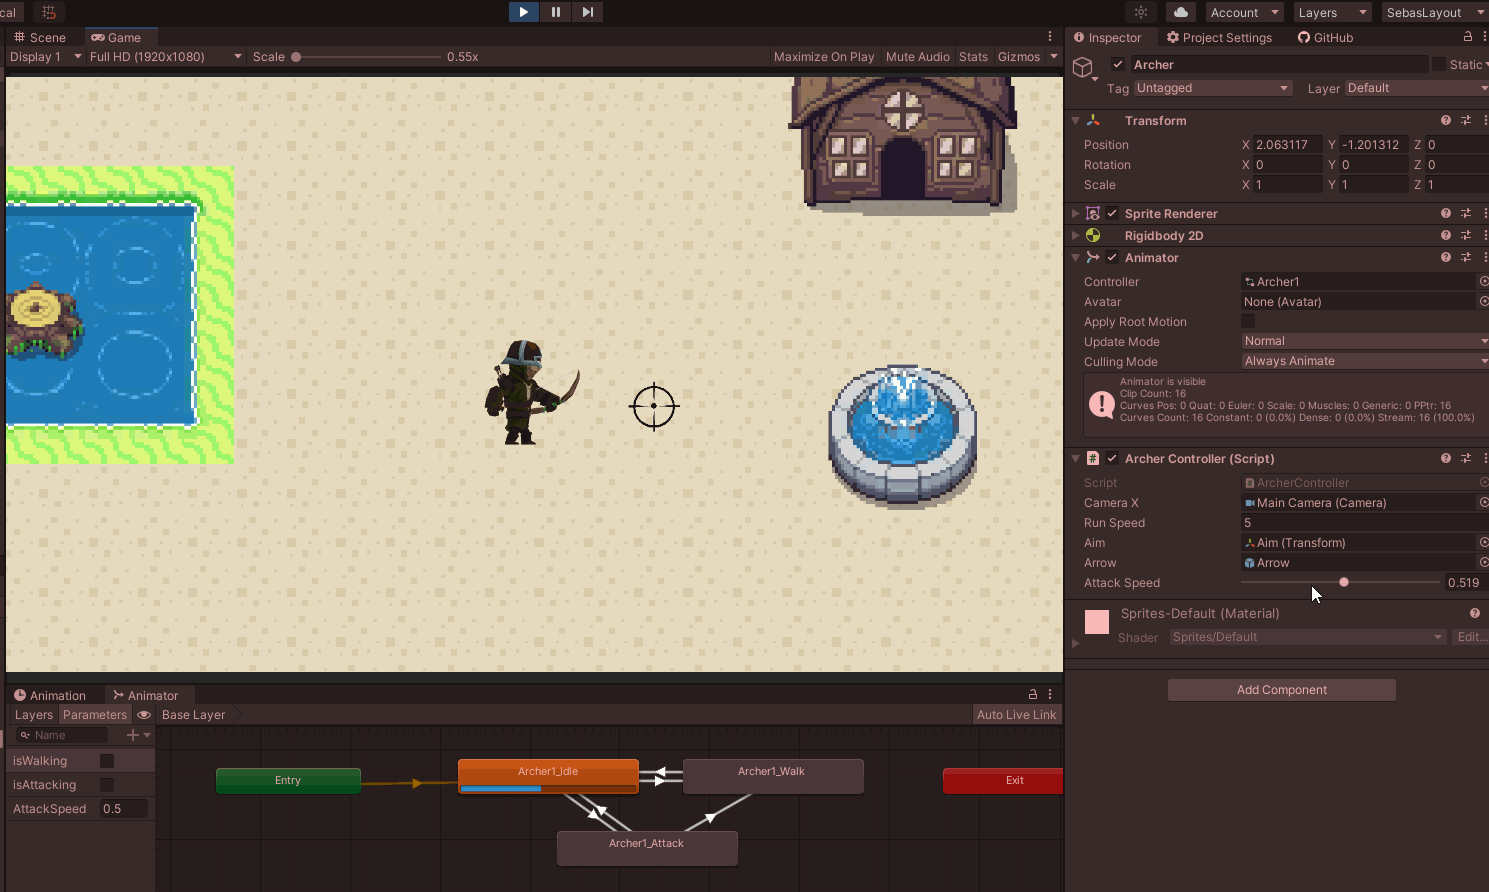 cal
Account
Layers
SebasLayout
Scene
Game
Display 1
Full HD (1920x1080)
Scale
0.55x
Maximize On Play
Mute Audio
Stats
Gizmos
Inspector
Project Settings
GitHub
Archer
Static
Tag Untagged
Layer Default
Transform
Position X 2.063117 Y -1.201312 Z 0
Rotation X 0 Y 0 Z 0
Scale X 1 Y 1 Z 1
Sprite Renderer
Rigidbody 2D
Animator
Controller Archer1
Avatar None (Avatar)
Apply Root Motion
Update Mode Normal
Culling Mode Always Animate
Animator is visible
Clip Count: 16
Curves Pos: 0 Quat: 0 Euler: 0 Scale: 0 Muscles: 0 Generic: 0 PPtr: 16
Curves Count: 16 Constant: 0 (0.0%) Dense: 0 (0.0%) Stream: 16 (100.0%)
Archer Controller (Script)
Script ArcherController
Camera X Main Camera (Camera)
Run Speed 5
Aim Aim (Transform)
Arrow Arrow
Attack Speed 0.519
Sprites-Default (Material)
Shader Sprites/Default Edit...
Add Component
Animation
Animator
Layers
Parameters
Base Layer
Auto Live Link
Name
isWalking
isAttacking
AttackSpeed 0.5
Entry
Archer1_Idle
Archer1_Walk
Exit
Archer1_Attack